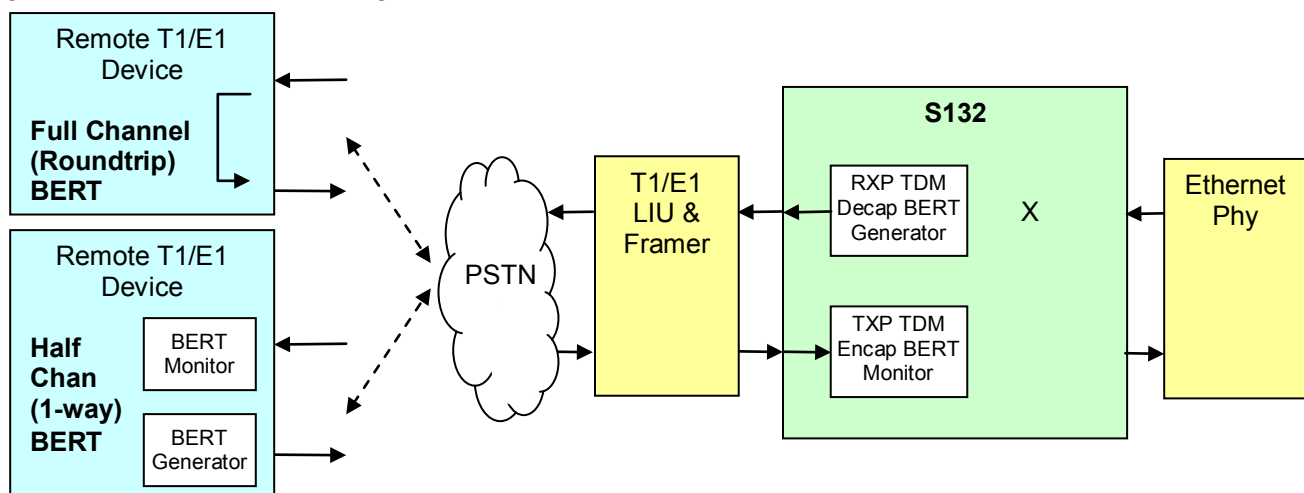 Remote T1/E1
Device
Full Channel
(Roundtrip)
BERT
Remote T1/E1
Device
Half
Chan
(1-way)
BERT
BERT
Monitor
BERT
Generator
PSTN
T1/E1
LIU &
Framer
S132
RXP TDM
Decap BERT
Generator
X
TXP TDM
Encap BERT
Monitor
Ethernet
Phy